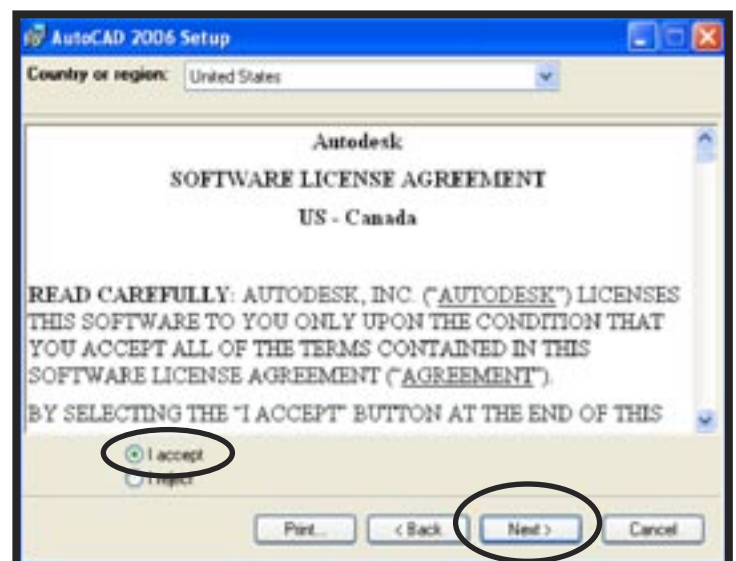 AutoCAD 2006 Setup
Country or region: United States
Autodesk
SOFTWARE LICENSE AGREEMENT
US - Canada
READ CAREFULLY: AUTODESK, INC. ("AUTODESK") LICENSES
THIS SOFTWARE TO YOU ONLY UPON THE CONDITION THAT
YOU ACCEPT ALL OF THE TERMS CONTAINED IN THIS
SOFTWARE LICENSE AGREEMENT ("AGREEMENT").
BY SELECTING THE "I ACCEPT" BUTTON AT THE END OF THIS
I accept
I reject
Print... < Back Next > Cancel